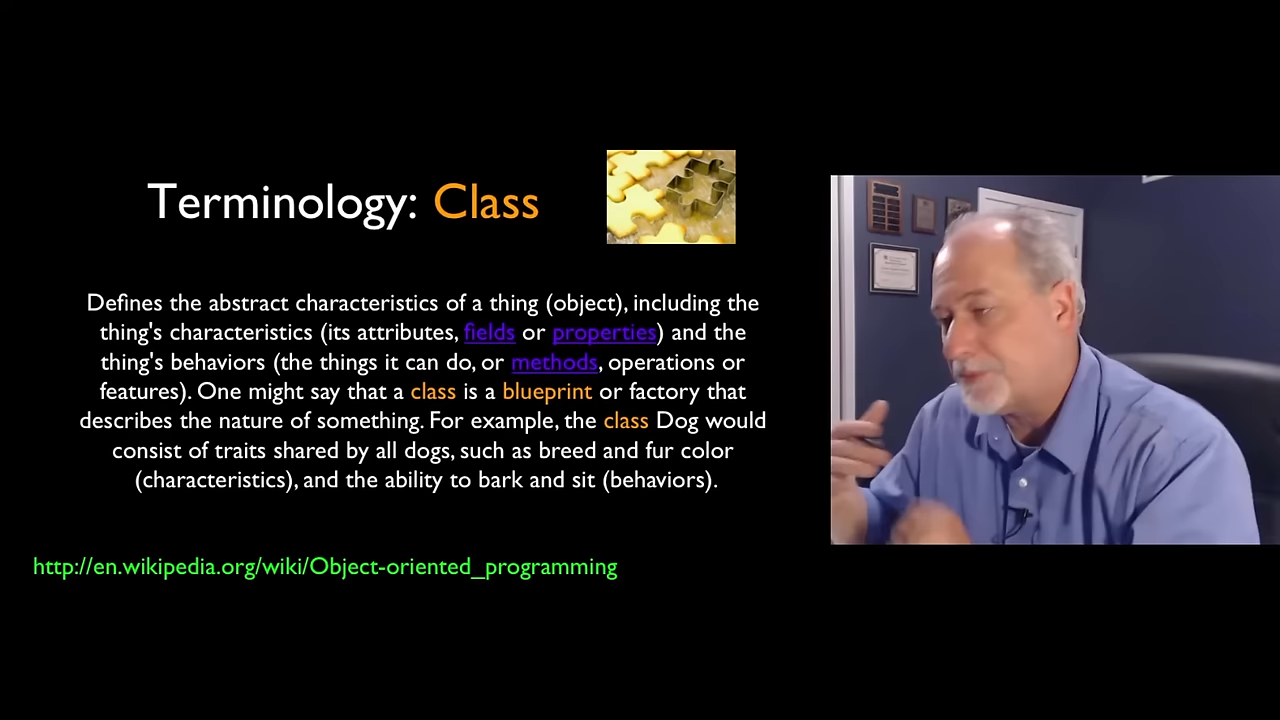 Terminology: Class
Defines the abstract characteristics of a thing (object), including the
thing's characteristics (its attributes, fields or properties) and the
thing's behaviors (the things it can do, or methods, operations or
features). One might say that a class is a blueprint or factory that
describes the nature of something. For example, the class Dog would
consist of traits shared by all dogs, such as breed and fur color
(characteristics), and the ability to bark and sit (behaviors).
http://en.wikipedia.org/wiki/Object-oriented_programming